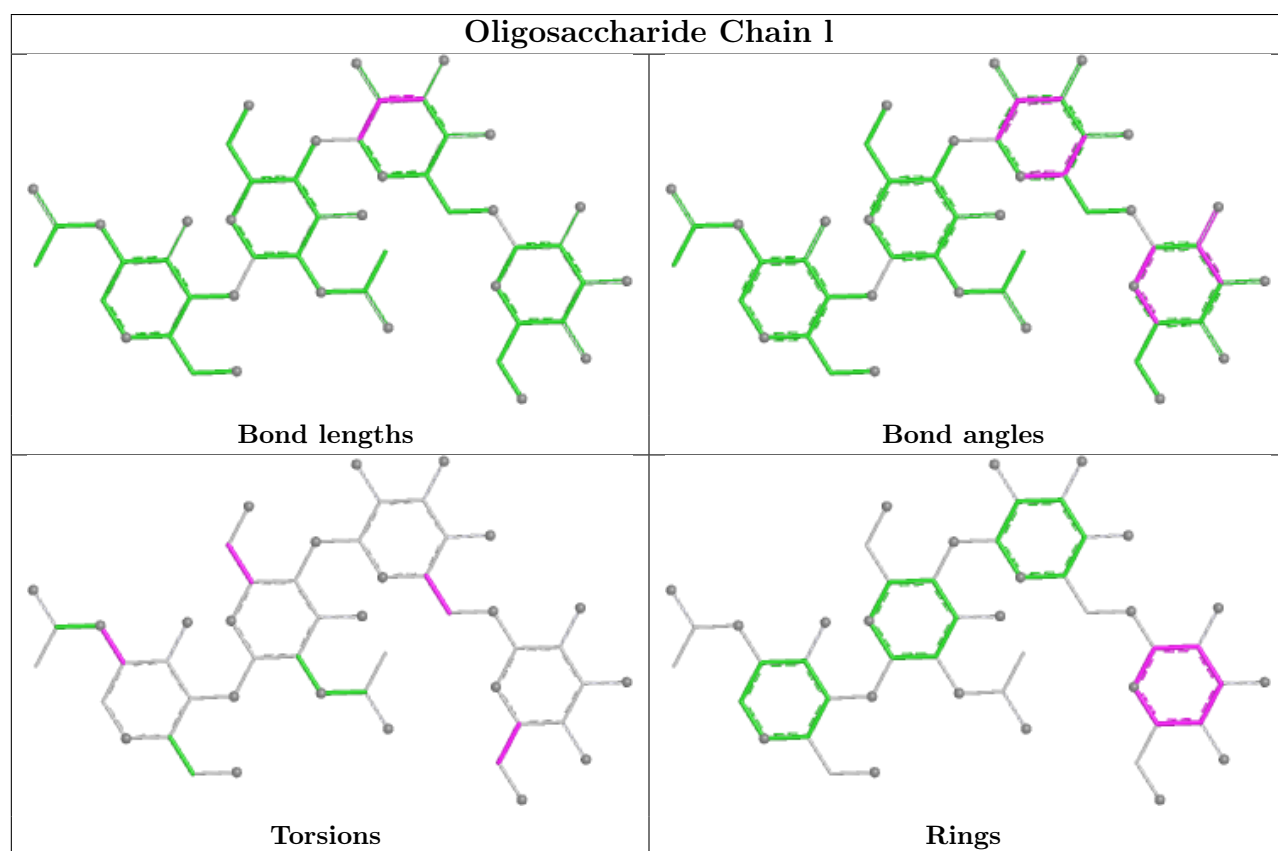 Oligosaccharide Chain l
Bond lengths
Bond angles
Torsions
Rings